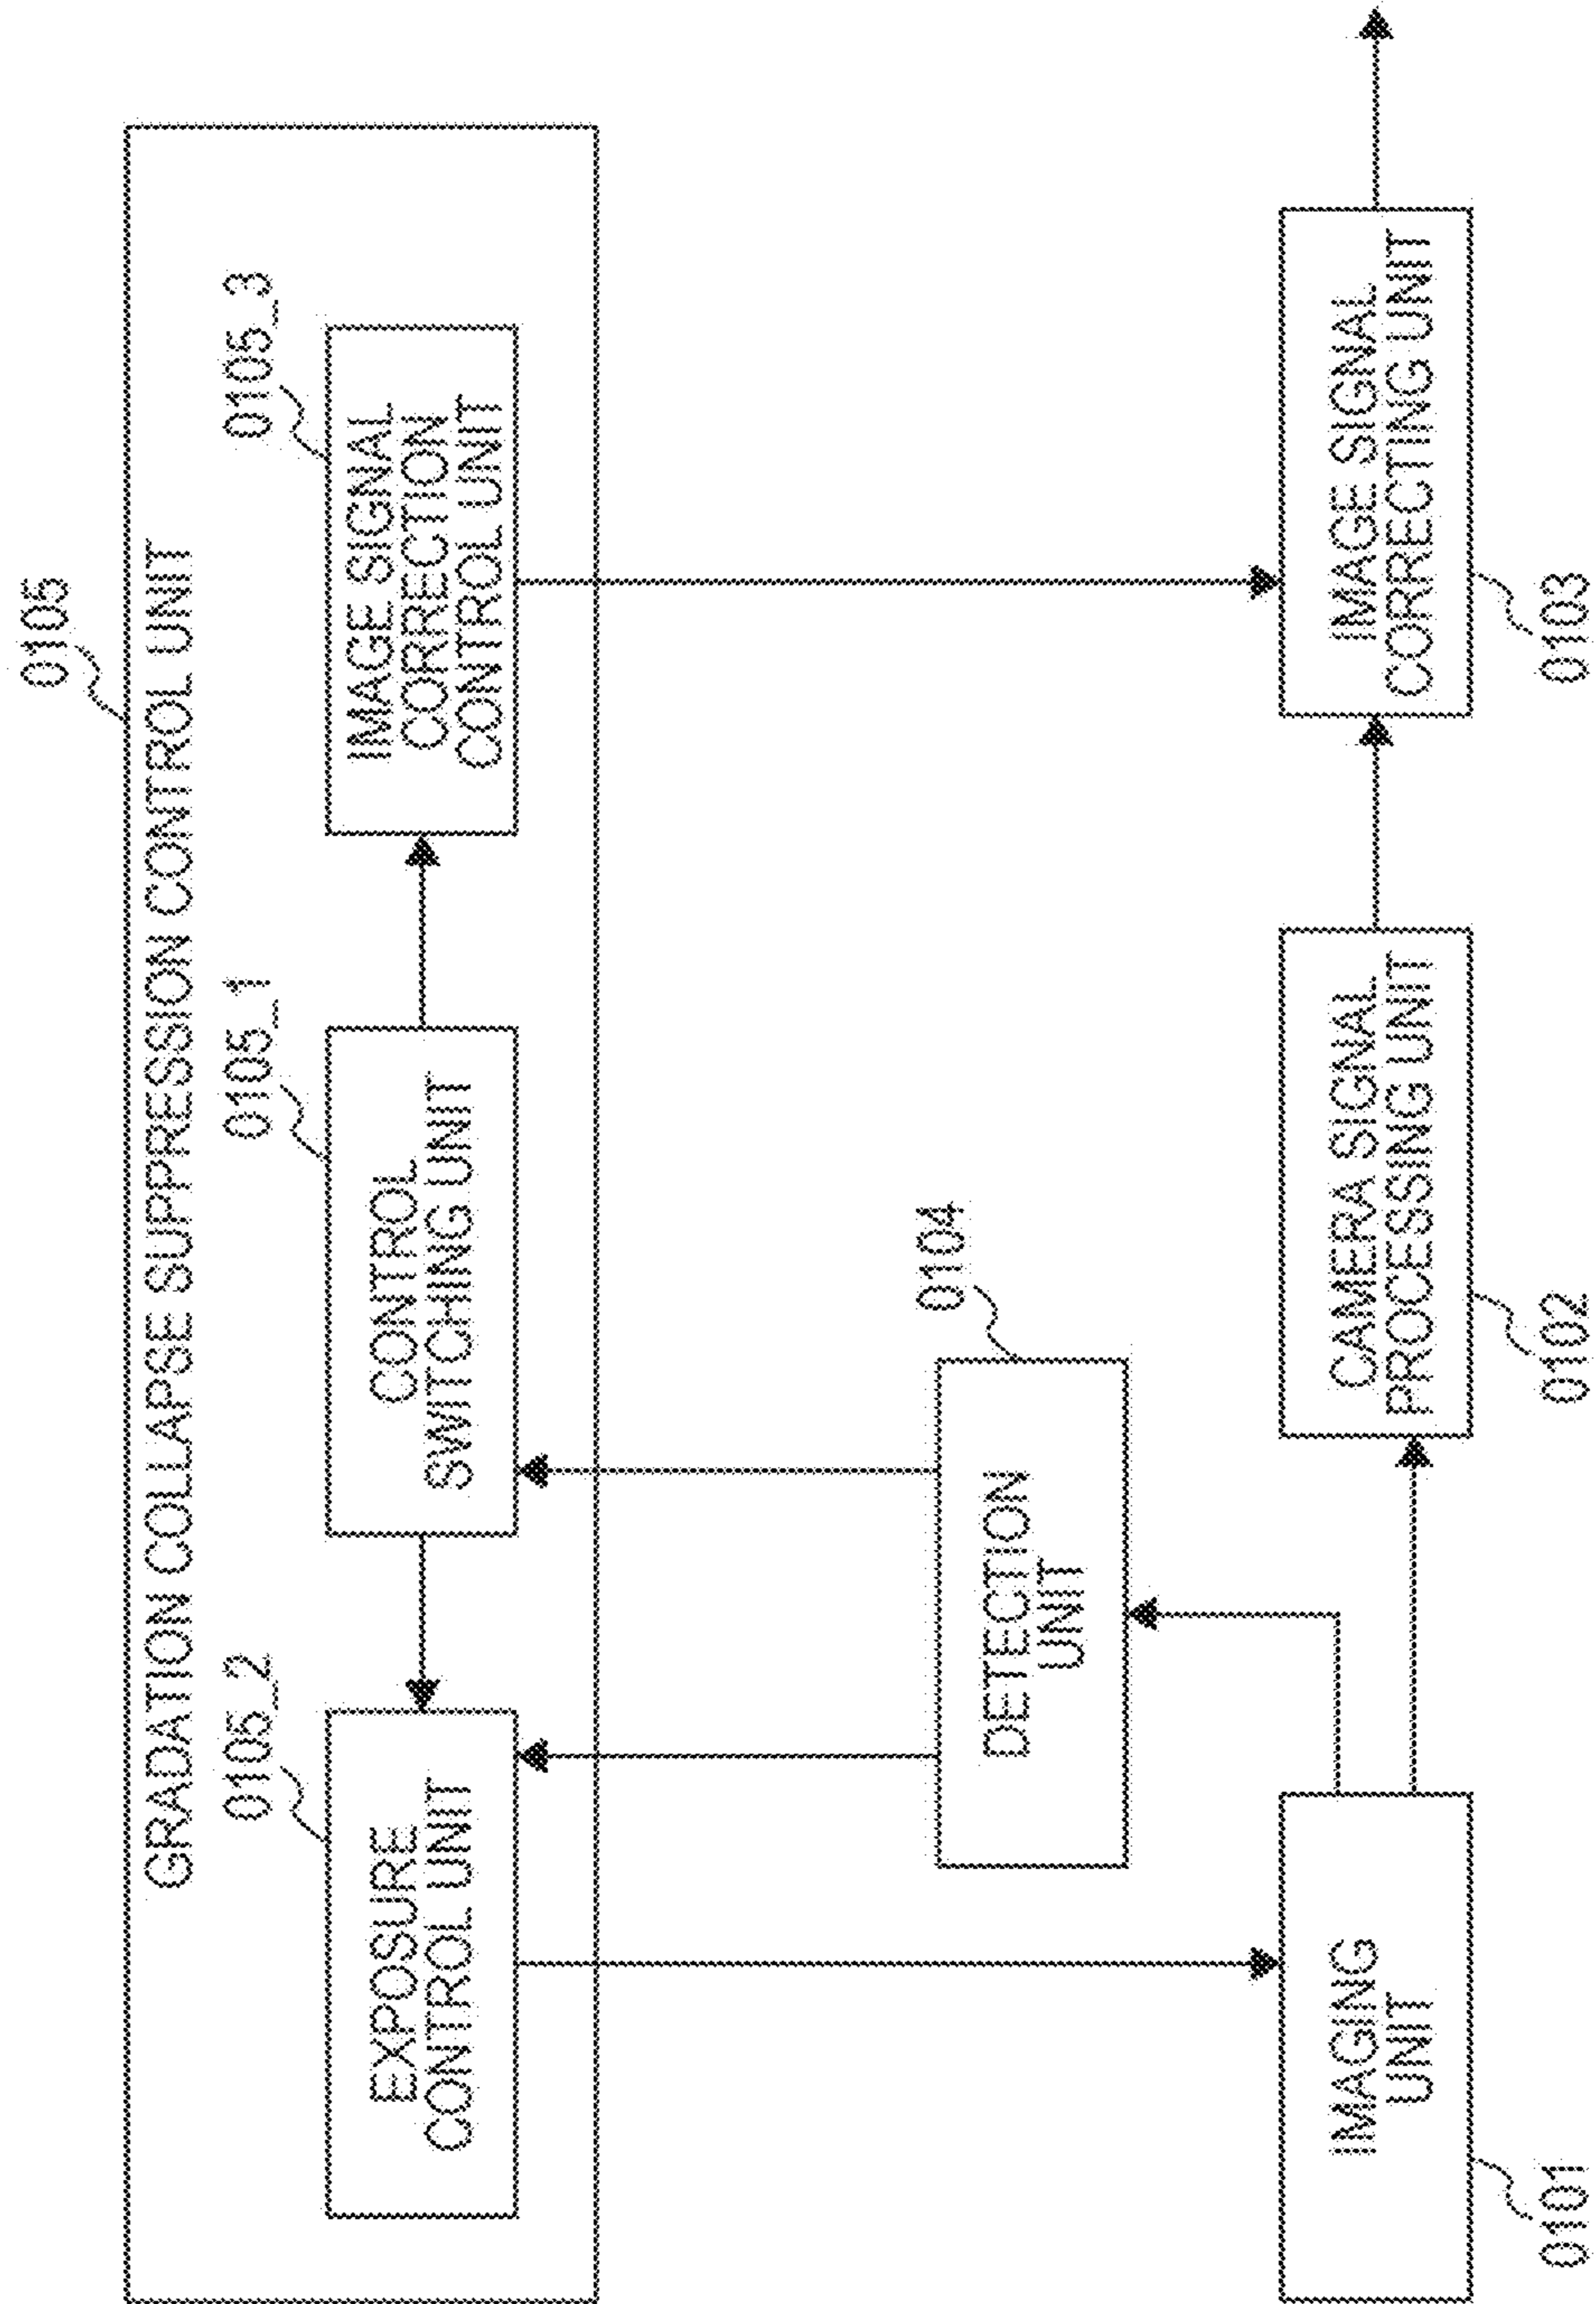 0105
GRADATION COLLAPSE SUPPRESSION CONTROL UNIT
0105_2
EXPOSURE
CONTROL UNIT
0105_1
CONTROL
SWITCHING UNIT
0105_3
IMAGE SIGNAL
CORRECTION
CONTROL UNIT
0104
DETECTION
UNIT
IMAGING
UNIT
0101
CAMERA SIGNAL
PROCESSING UNIT
0102
IMAGE SIGNAL
CORRECTING UNIT
0103